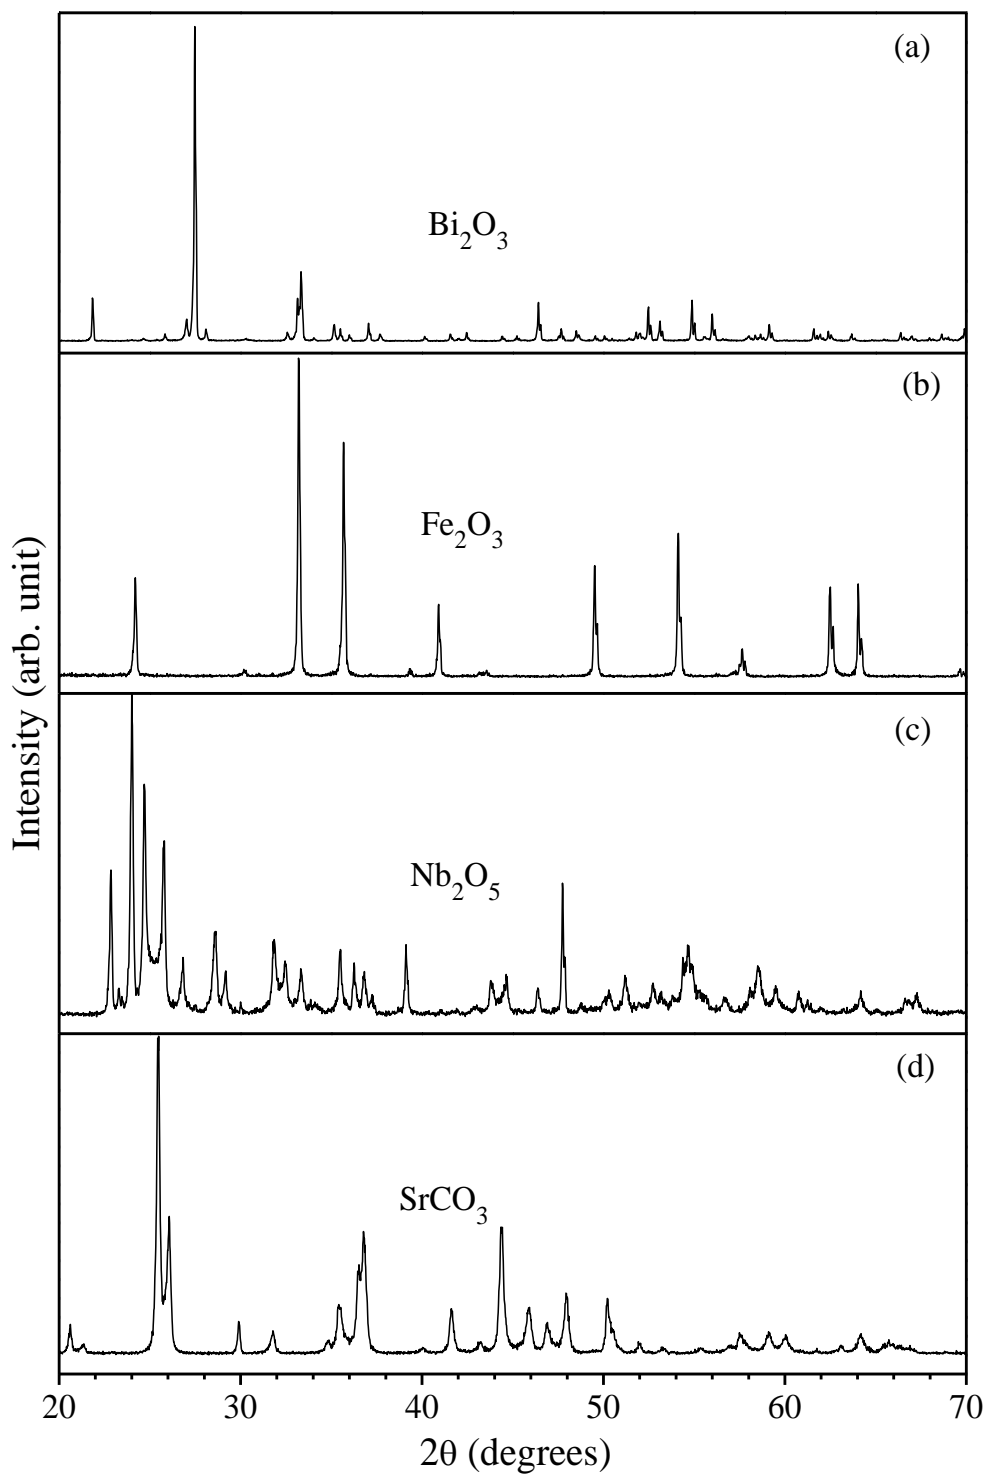 (a)
Bi₂O₃
(b)
Fe₂O₃
(c)
Nb₂O₅
(d)
SrCO₃
Intensity (arb. unit)
20 30 40 50 60 70
2θ (degrees)